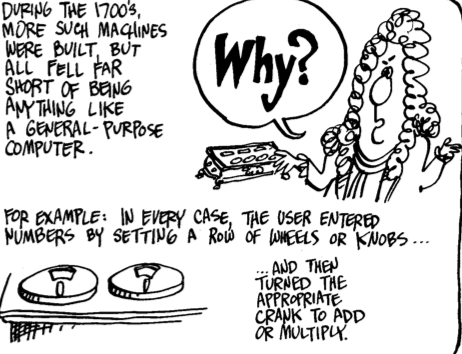 DURING THE 1700's,
MORE SUCH MACHINES
WERE BUILT, BUT
ALL FELL FAR
SHORT OF BEING
ANYTHING LIKE
A GENERAL-PURPOSE
COMPUTER.
Why?
FOR EXAMPLE: IN EVERY CASE, THE USER ENTERED
NUMBERS BY SETTING A ROW OF WHEELS OR KNOBS...
...AND THEN
TURNED THE
APPROPRIATE
CRANK TO ADD
OR MULTIPLY.